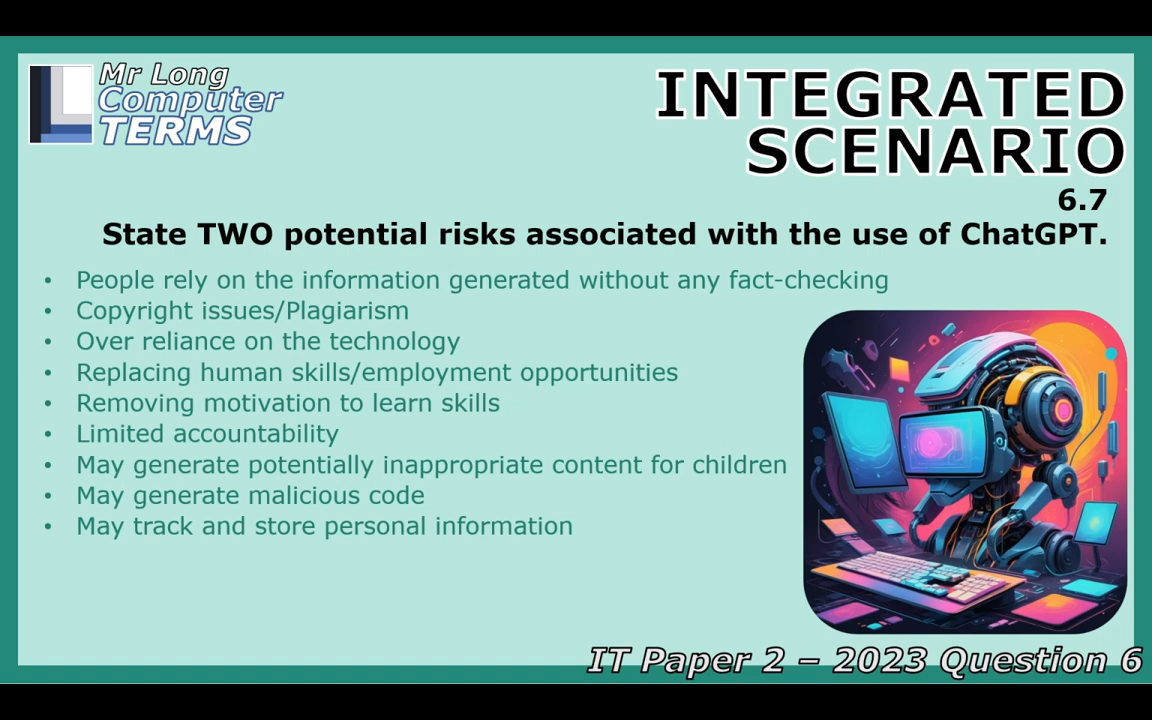 Mr Long
Computer
TERMS
INTEGRATED
SCENARIO
6.7
State TWO potential risks associated with the use of ChatGPT.
• People rely on the information generated without any fact-checking
• Copyright issues/Plagiarism
• Over reliance on the technology
• Replacing human skills/employment opportunities
• Removing motivation to learn skills
• Limited accountability
• May generate potentially inappropriate content for children
• May generate malicious code
• May track and store personal information
IT Paper 2 – 2023 Question 6